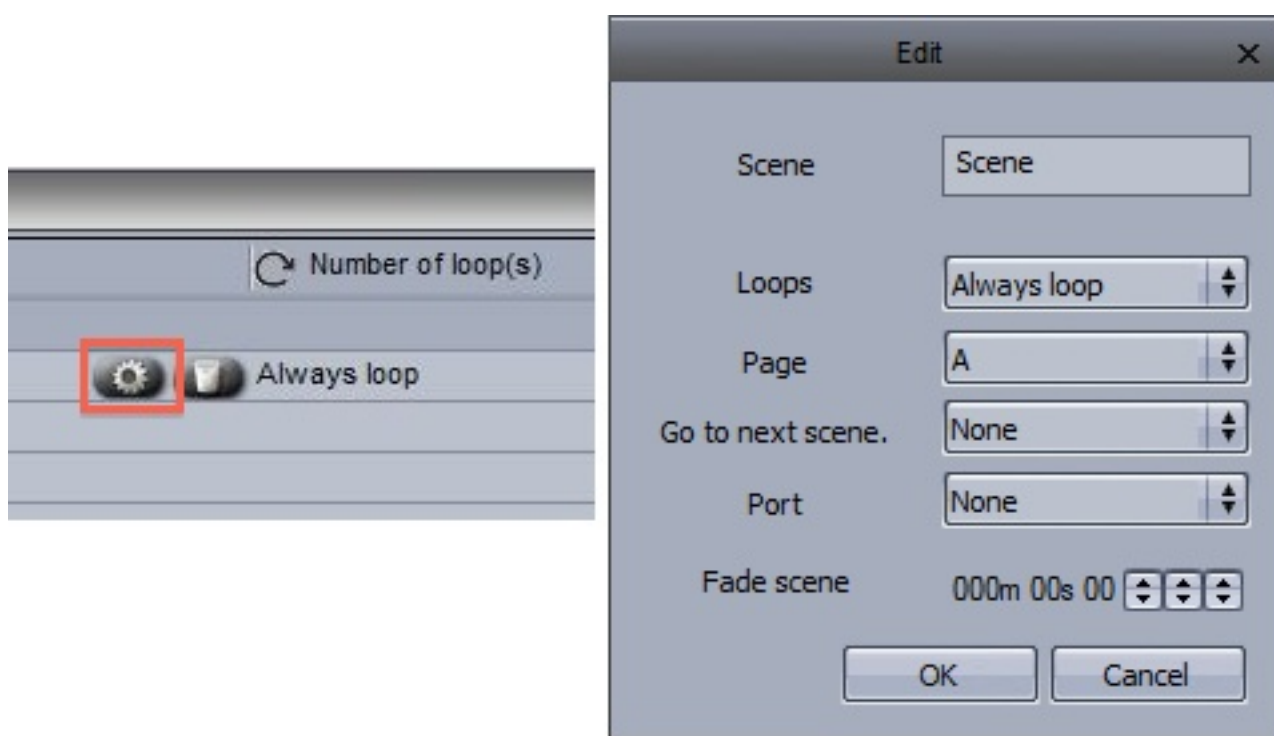 Number of loop(s)
Always loop
Edit
Scene Scene
Loops Always loop
Page A
Go to next scene. None
Port None
Fade scene 000m 00s 00
OK Cancel